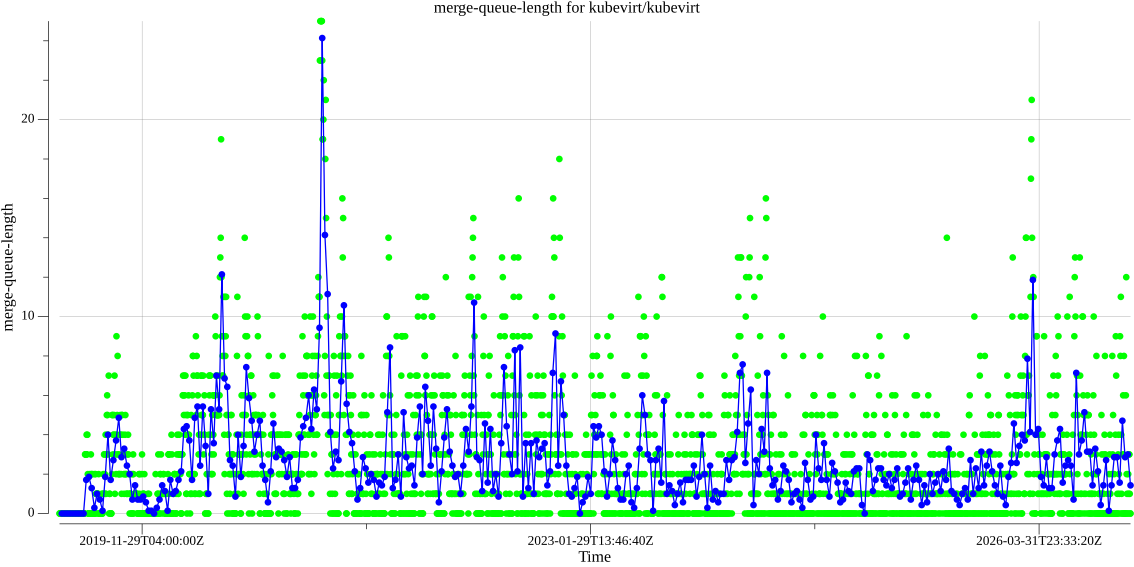 merge-queue-length for kubevirt/kubevirt
merge-queue-length
20
10
0
2019-11-29T04:00:00Z
2023-01-29T13:46:40Z
2026-03-31T23:33:20Z
Time